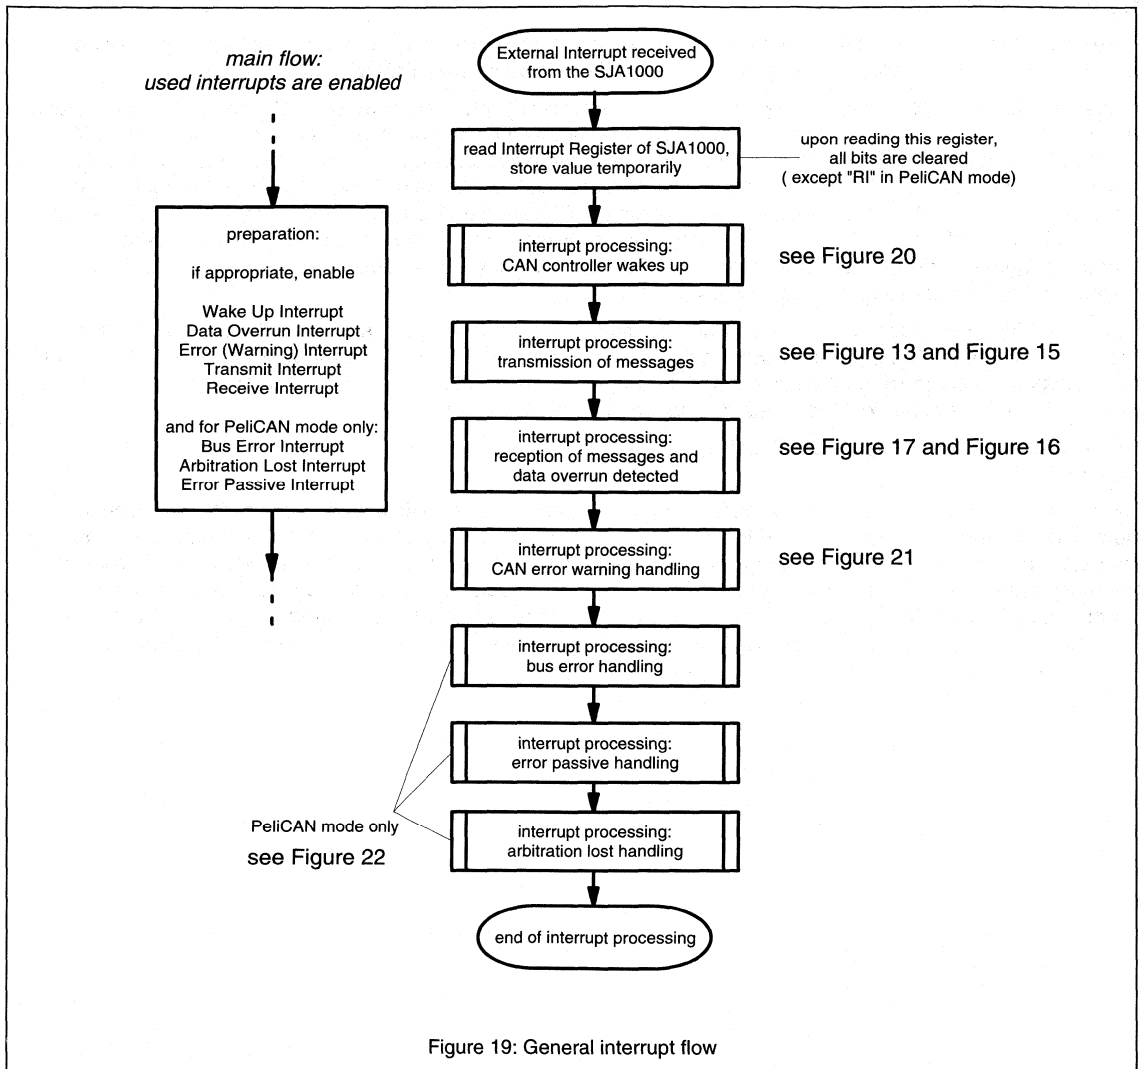 main flow:
used interrupts are enabled
preparation:
if appropriate, enable
Wake Up Interrupt
Data Overrun Interrupt
Error (Warning) Interrupt
Transmit Interrupt
Receive Interrupt
and for PeliCAN mode only:
Bus Error Interrupt
Arbitration Lost Interrupt
Error Passive Interrupt
External Interrupt received
from the SJA1000
read Interrupt Register of SJA1000,
store value temporarily
upon reading this register,
all bits are cleared
( except "RI" in PeliCAN mode)
interrupt processing:
CAN controller wakes up
see Figure 20
interrupt processing:
transmission of messages
see Figure 13 and Figure 15
interrupt processing:
reception of messages and
data overrun detected
see Figure 17 and Figure 16
interrupt processing:
CAN error warning handling
see Figure 21
interrupt processing:
bus error handling
interrupt processing:
error passive handling
interrupt processing:
arbitration lost handling
PeliCAN mode only
see Figure 22
end of interrupt processing
Figure 19: General interrupt flow